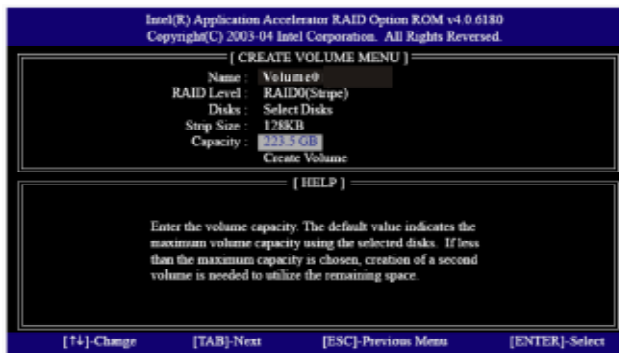 Intel(R) Application Accelerator RAID Option ROM v4.0.6180
Copyright(C) 2003-04 Intel Corporation. All Rights Reversed.
[ CREATE VOLUME MENU ]
Name : Volume0
RAID Level : RAID0(Stripe)
Disks : Select Disks
Strip Size : 128KB
Capacity : 223.5 GB
Create Volume
[ HELP ]
Enter the volume capacity. The default value indicates the
maximum volume capacity using the selected disks. If less
than the maximum capacity is chosen, creation of a second
volume is needed to utilize the remaining space.
[↑↓]-Change [TAB]-Next [ESC]-Previous Menu [ENTER]-Select